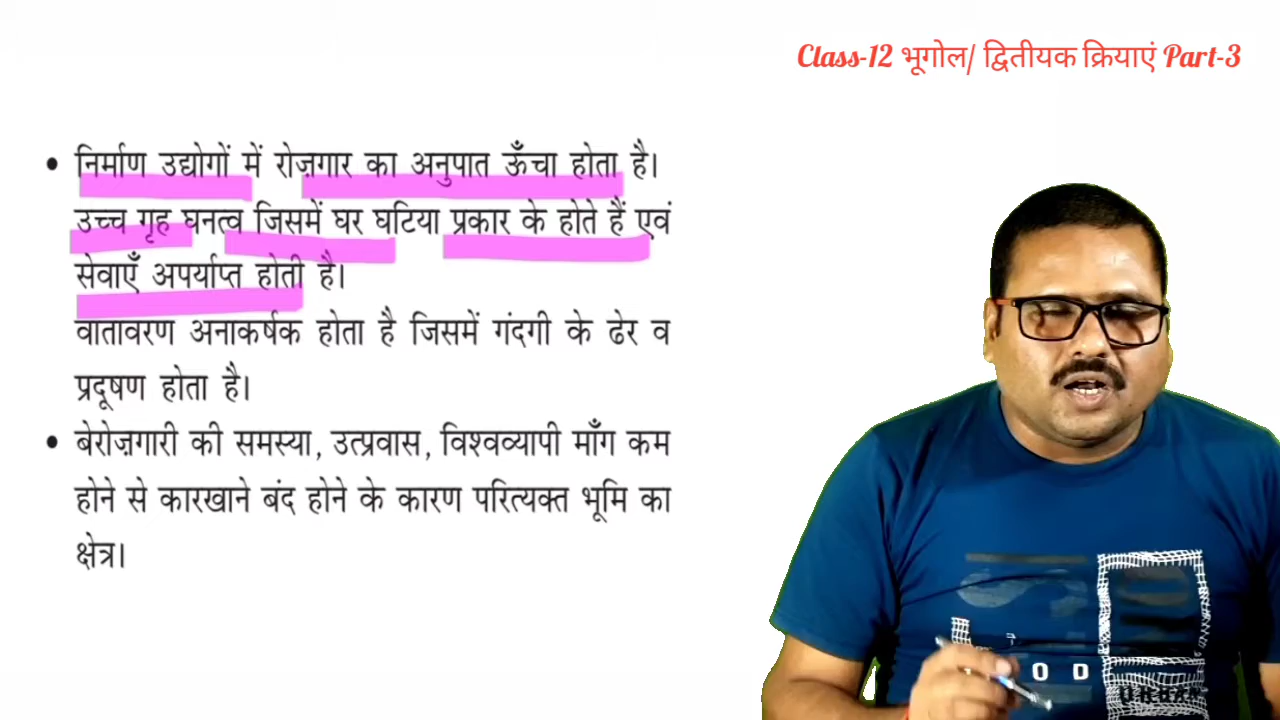 Class-12 भूगोल/ द्वितीयक क्रियाएं Part-3
• निर्माण उद्योगों में रोज़गार का अनुपात ऊँचा होता है।
उच्च गृह घनत्व जिसमें घर घटिया प्रकार के होते हैं एवं
सेवाएँ अपर्याप्त होती है।
वातावरण अनाकर्षक होता है जिसमें गंदगी के ढेर व
प्रदूषण होता है।
• बेरोज़गारी की समस्या, उत्प्रवास, विश्वव्यापी माँग कम
होने से कारखाने बंद होने के कारण परित्यक्त भूमि का
क्षेत्र।
O D
URBAN